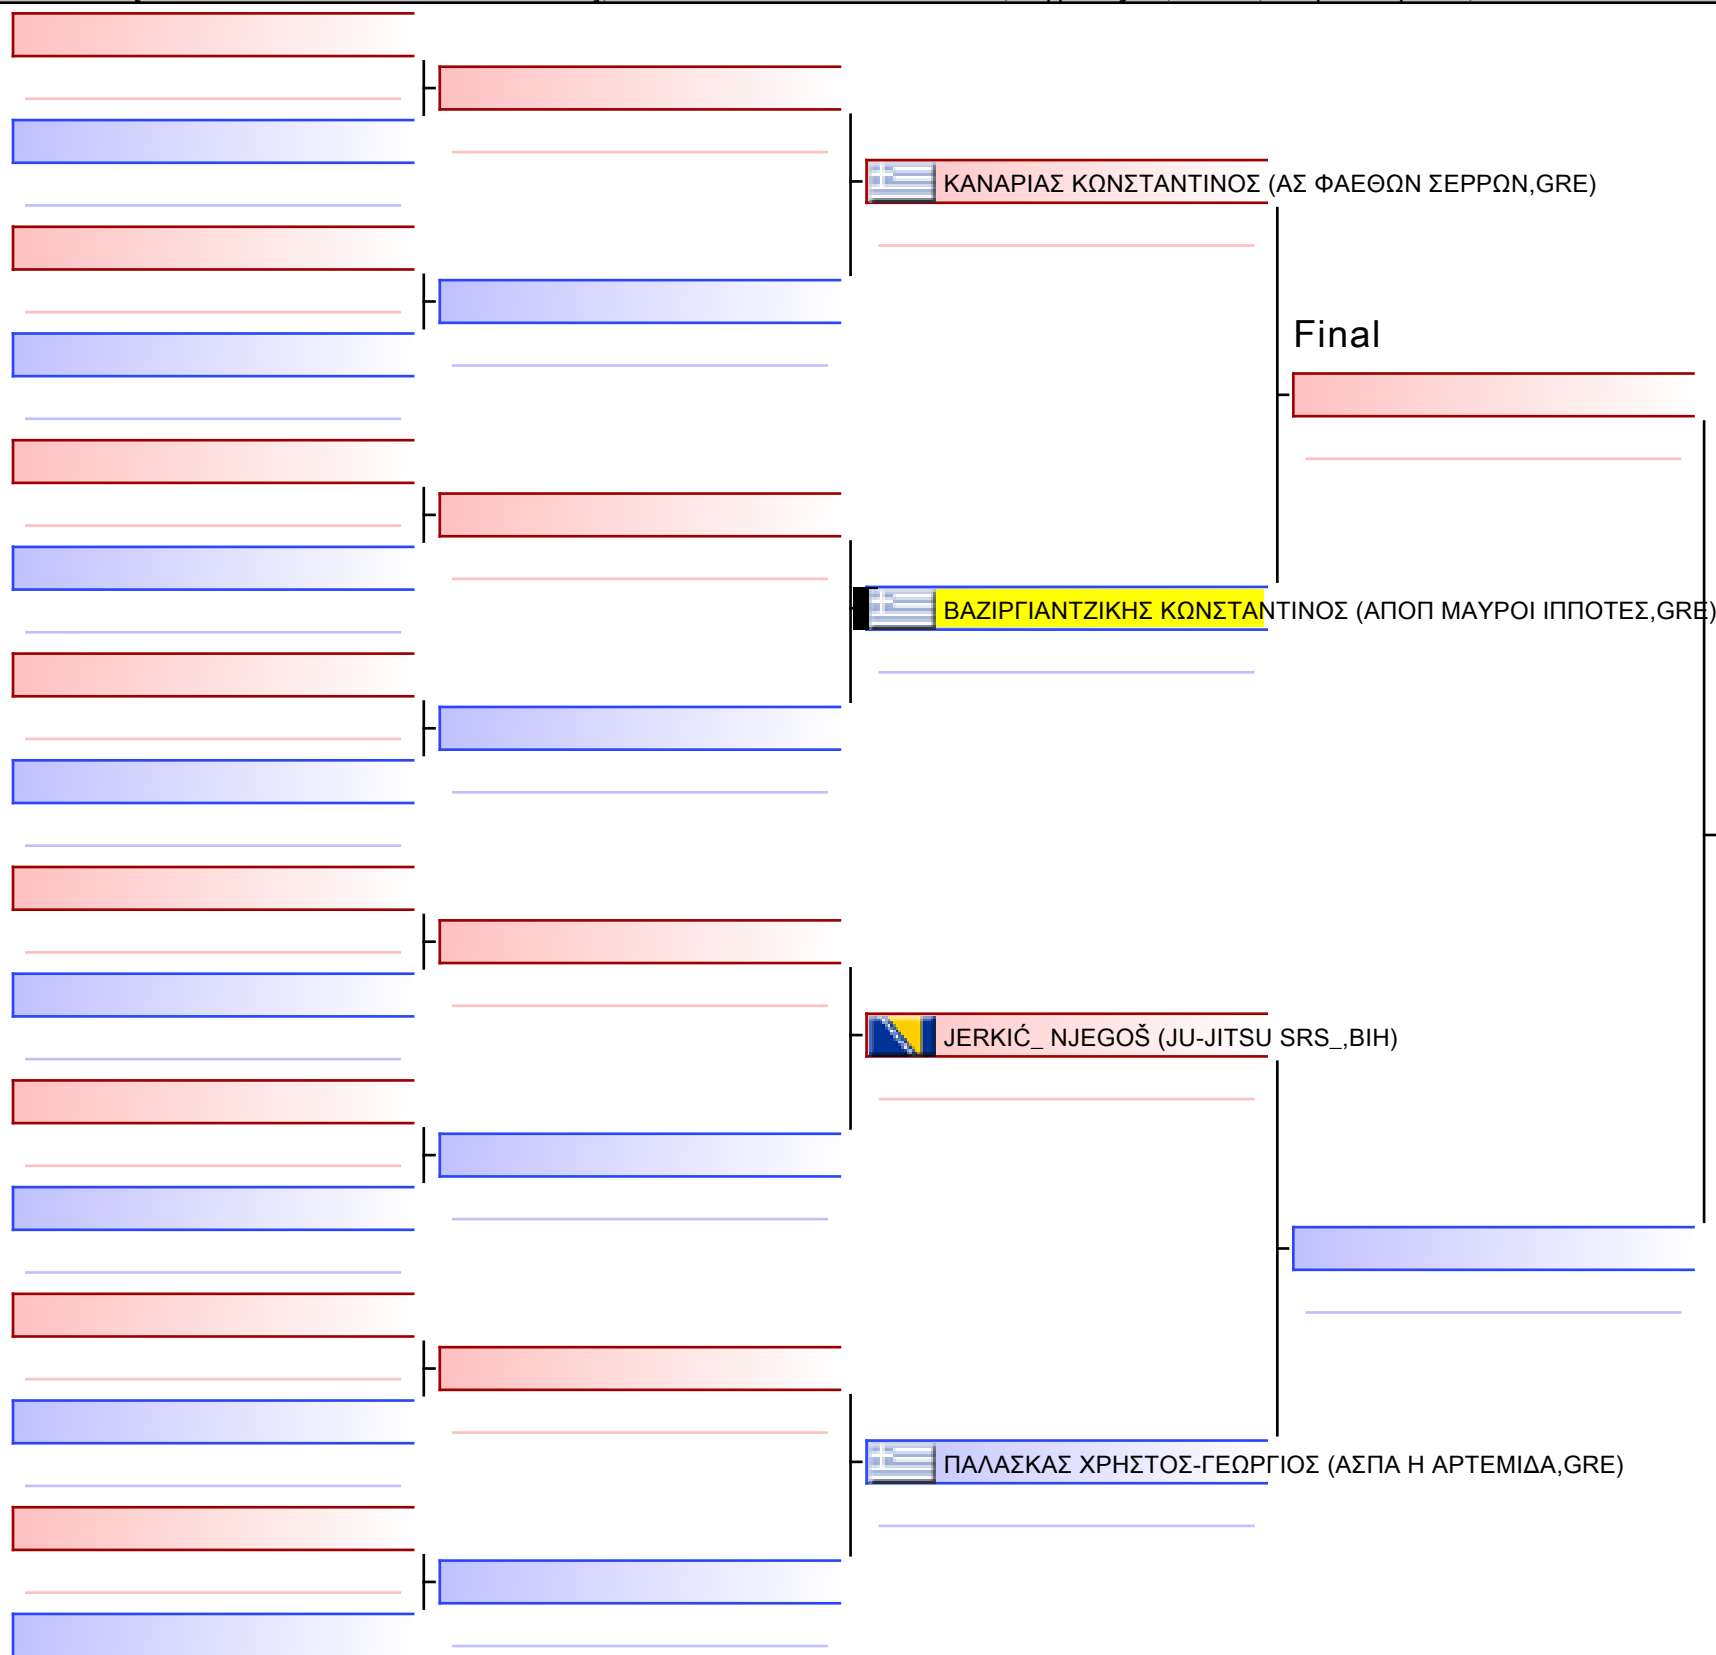 ΚΑΝΑΡΙΑΣ ΚΩΝΣΤΑΝΤΙΝΟΣ (ΑΣ ΦΑΕΘΩΝ ΣΕΡΡΩΝ,GRE)
Final
ΒΑΖΙΡΓΙΑΝΤΖΙΚΗΣ ΚΩΝΣΤΑΝΤΙΝΟΣ (ΑΠΟΠ ΜΑΥΡΟΙ ΙΠΠΟΤΕΣ,GRE)
JERKIĆ_ NJEGOŠ (JU-JITSU SRS_,BIH)
ΠΑΛΑΣΚΑΣ ΧΡΗΣΤΟΣ-ΓΕΩΡΓΙΟΣ (ΑΣΠΑ Η ΑΡΤΕΜΙΔΑ,GRE)